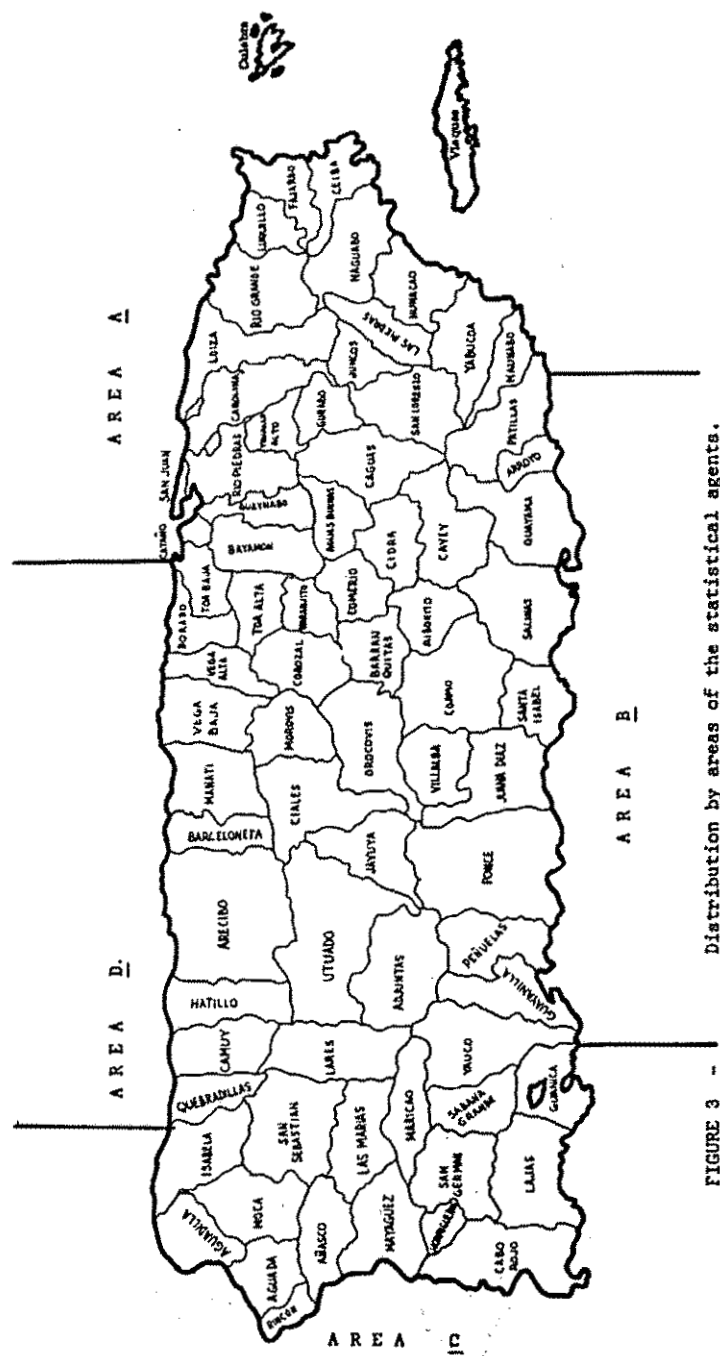 AREA A
AREA D.
AREA B
AREA C
Culebra
Vieques
SAN JUAN
CATAÑO
LOIZA
RIO GRANDE
LUQUILLO
FAJARDO
CEIBA
NAGUABO
HUMACAO
LAS PIEDRAS
JUNCOS
CAROLINA
TRUJILLO ALTO
GURABO
RIO PIEDRAS
GUAYNABO
BAYAMON
AGUAS BUENAS
CAGUAS
SAN LORENZO
YABUCOA
MAUNABO
PATILLAS
ARROYO
GUAYAMA
CAYEY
CIDRA
COMERIO
NARANJITO
TOA BAJA
TOA ALTA
DORADO
VEGA
ALTA
COROZAL
BARRAN
QUITAS
AIBONITO
SALINAS
COAMO
SANTA
ISABEL
VEGA
BAJA
MOROVIS
OROCOVIS
VILLALBA
JUANA DIAZ
MANATI
CIALES
BARCELONETA
JAYUYA
PONCE
ARECIBO
UTUADO
ADJUNTAS
PEÑUELAS
GUAYANILLA
HATILLO
CAMUY
LARES
YAUCO
QUEBRADILLAS
SAN
SEBASTIAN
LAS MARIAS
MARICAO
SABANA
GRANDE
GUANICA
ISABELA
MOCA
AGUADILLA
AGUADA
RINCÓN
AÑASCO
MAYAGÜEZ
SAN
GERMAN
LAJAS
CABO
ROJO
FIGURE 3 - Distribution by areas of the statistical agents.